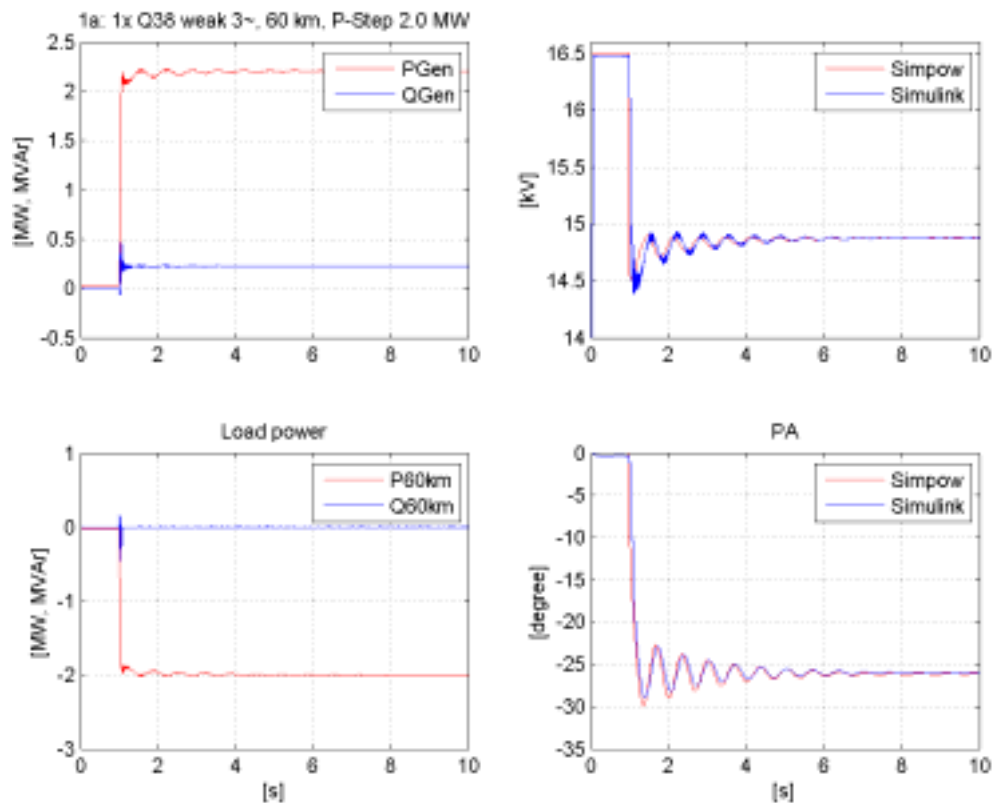 1a: 1x Q38 weak 3~, 60 km, P-Step 2.0 MW
2.5
2
1.5
1
0.5
0
-0.5
[MW, MVAr]
PGen
QGen
0 2 4 6 8 10
16.5
16
15.5
15
14.5
14
[kV]
Simpow
Simulink
0 2 4 6 8 10
Load power
1
0
-1
-2
-3
[MW, MVAr]
P60km
Q60km
0 2 4 6 8 10
[s]
PA
0
-5
-10
-15
-20
-25
-30
-35
[degree]
Simpow
Simulink
0 2 4 6 8 10
[s]